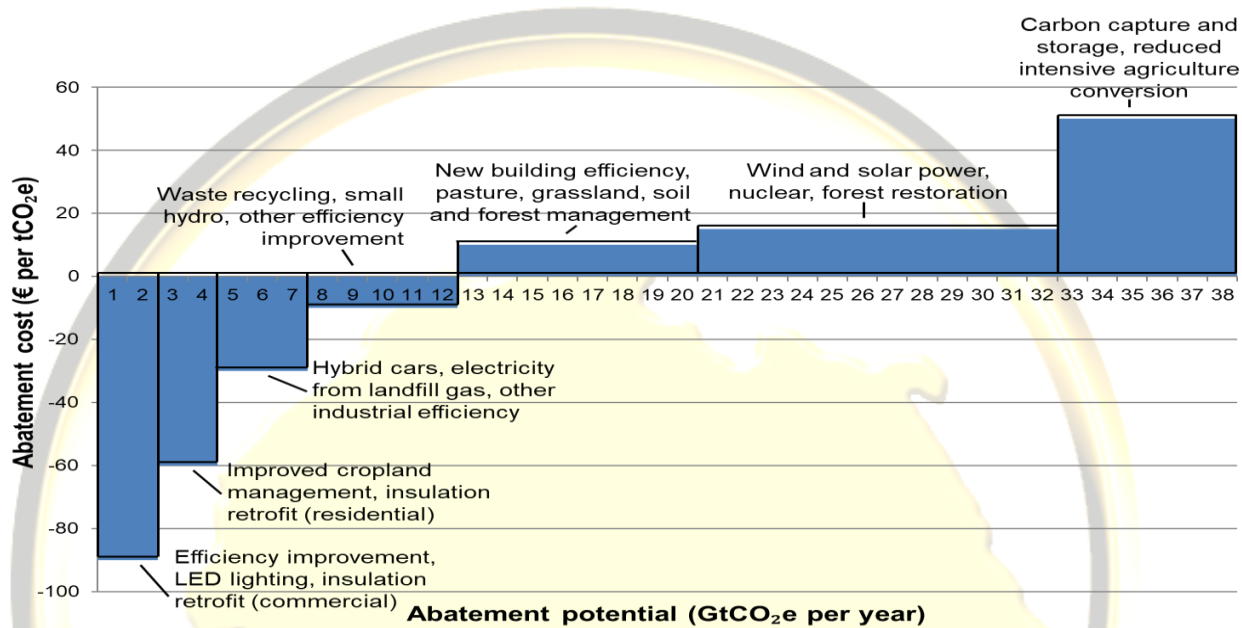 Carbon capture and
storage, reduced
intensive agriculture
conversion
60
40
20
0
-20
-40
-60
-80
-100
Abatement cost (€ per tCO₂e)
Waste recycling, small
hydro, other efficiency
improvement
New building efficiency,
pasture, grassland, soil
and forest management
Wind and solar power,
nuclear, forest restoration
1 2 3 4 5 6 7 8 9 10 11 12 13 14 15 16 17 18 19 20 21 22 23 24 25 26 27 28 29 30 31 32 33 34 35 36 37 38
Hybrid cars, electricity
from landfill gas, other
industrial efficiency
Improved cropland
management, insulation
retrofit (residential)
Efficiency improvement,
LED lighting, insulation
retrofit (commercial)
Abatement potential (GtCO₂e per year)